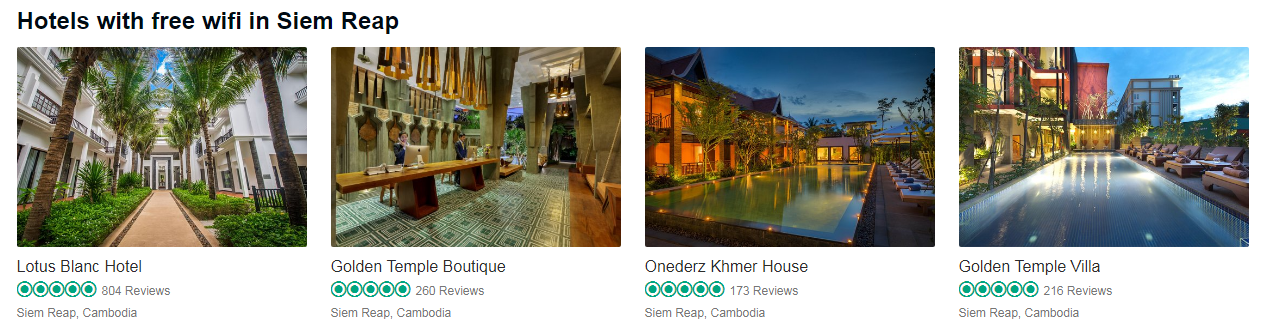 Hotels with free wifi in Siem Reap
Lotus Blanc Hotel
804 Reviews
Siem Reap, Cambodia
Golden Temple Boutique
260 Reviews
Siem Reap, Cambodia
Onederz Khmer House
173 Reviews
Siem Reap, Cambodia
Golden Temple Villa
216 Reviews
Siem Reap, Cambodia